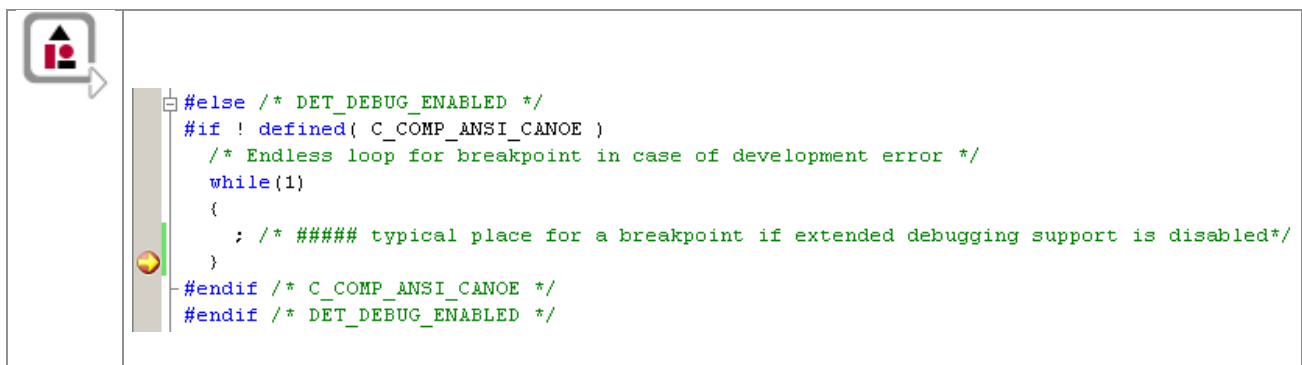 #else /* DET_DEBUG_ENABLED */
#if ! defined( C_COMP_ANSI_CANOE )
/* Endless loop for breakpoint in case of development error */
while(1)
{
; /* ##### typical place for a breakpoint if extended debugging support is disabled*/
}
#endif /* C_COMP_ANSI_CANOE */
#endif /* DET_DEBUG_ENABLED */